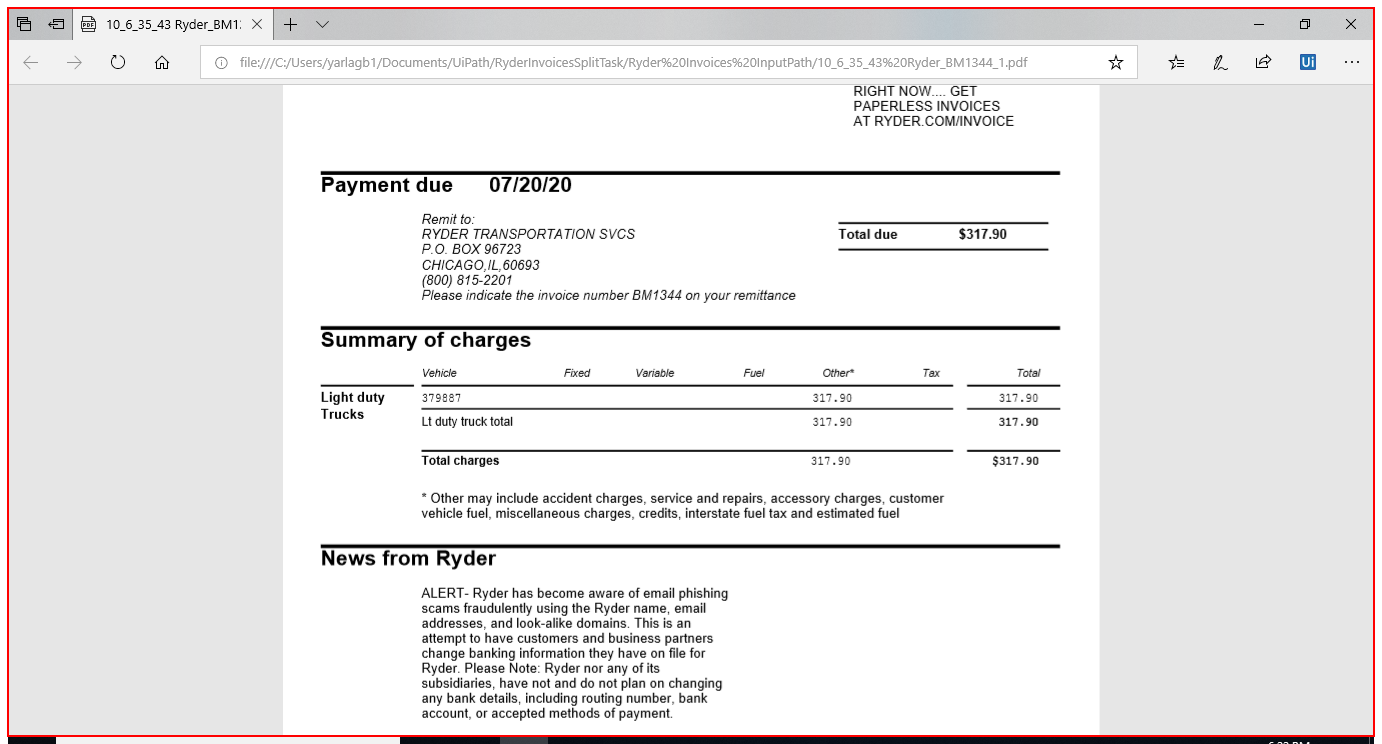 10_6_35_43 Ryder_BM1
file:///C:/Users/yarlagb1/Documents/UiPath/RyderInvoicesSplitTask/Ryder%20Invoices%20InputPath/10_6_35_43%20Ryder_BM1344_1.pdf
Ui
RIGHT NOW.... GET
PAPERLESS INVOICES
AT RYDER.COM/INVOICE
Payment due 07/20/20
Remit to:
RYDER TRANSPORTATION SVCS
Total due $317.90
P.O. BOX 96723
CHICAGO,IL,60693
(800) 815-2201
Please indicate the invoice number BM1344 on your remittance
Summary of charges
Vehicle Fixed Variable Fuel Other* Tax Total
Light duty Trucks 379887 317.90 317.90
Lt duty truck total 317.90 317.90
Total charges 317.90 $317.90
* Other may include accident charges, service and repairs, accessory charges, customer
vehicle fuel, miscellaneous charges, credits, interstate fuel tax and estimated fuel
News from Ryder
ALERT- Ryder has become aware of email phishing
scams fraudulently using the Ryder name, email
addresses, and look-alike domains. This is an
attempt to have customers and business partners
change banking information they have on file for
Ryder. Please Note: Ryder nor any of its
subsidiaries, have not and do not plan on changing
any bank details, including routing number, bank
account, or accepted methods of payment.